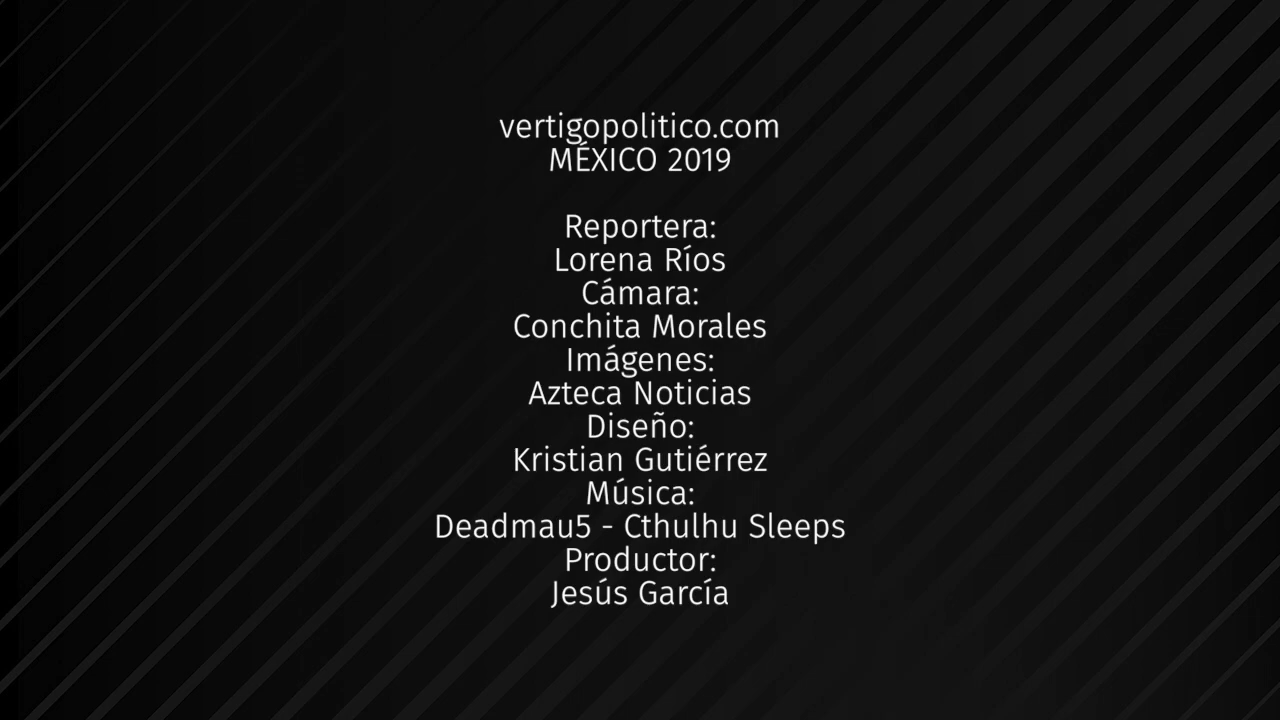 vertigopolitico.com
MÉXICO 2019
Reportera:
Lorena Ríos
Cámara:
Conchita Morales
Imágenes:
Azteca Noticias
Diseño:
Kristian Gutiérrez
Música:
Deadmau5 - Cthulhu Sleeps
Productor:
Jesús García